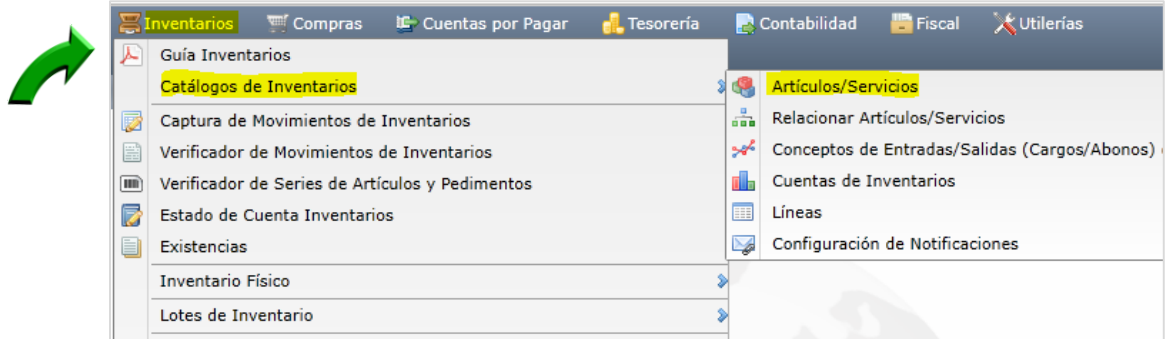 Inventarios Compras Cuentas por Pagar Tesorería Contabilidad Fiscal Utilerías
Guía Inventarios
Catálogos de Inventarios
Captura de Movimientos de Inventarios
Verificador de Movimientos de Inventarios
Verificador de Series de Artículos y Pedimentos
Estado de Cuenta Inventarios
Existencias
Inventario Físico
Lotes de Inventario
Artículos/Servicios
Relacionar Artículos/Servicios
Conceptos de Entradas/Salidas (Cargos/Abonos)
Cuentas de Inventarios
Líneas
Configuración de Notificaciones